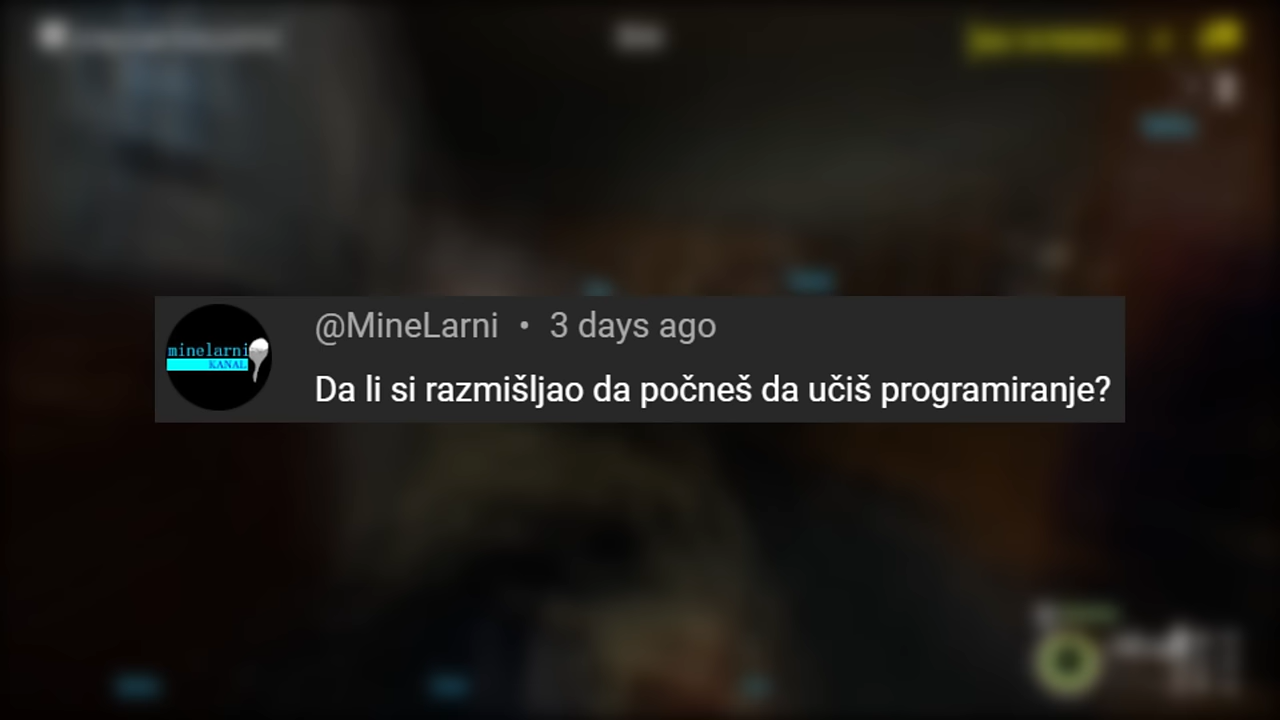 @MineLarni • 3 days ago
minelarni
KANAL
Da li si razmišljao da počneš da učiš programiranje?